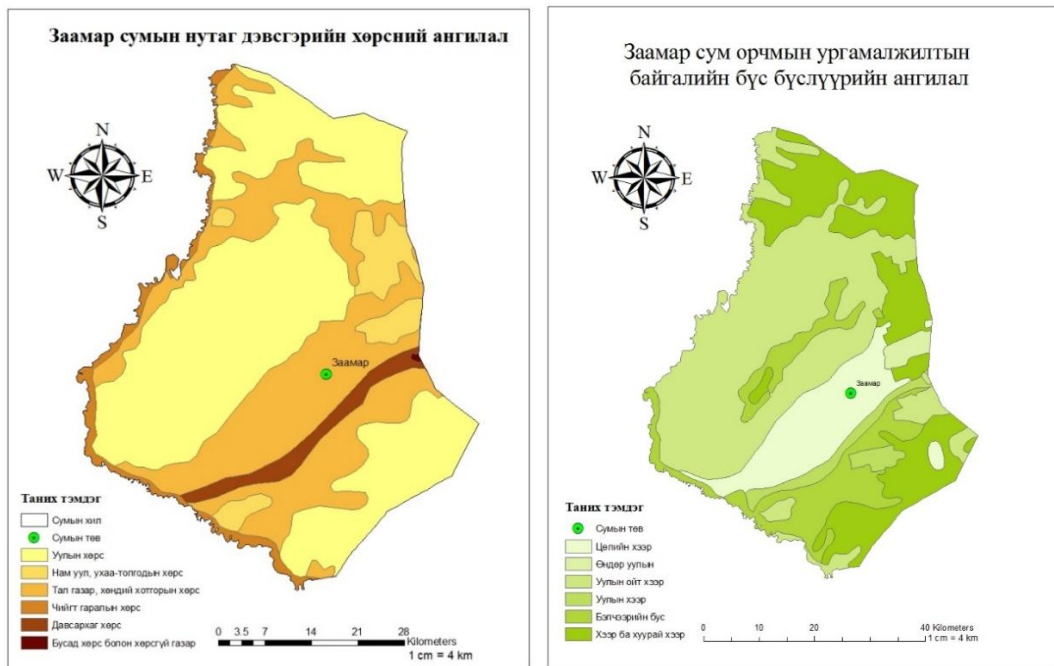 Заамар сумын нутаг дэвсгэрийн хөрсний ангилал
N
W E
S
Заамар
Таних тэмдэг
Сумын хил
Сумын төв
Уулын хөрс
Нам уул, ухаа-толгодын хөрс
Тал газар, хөндий хотгорын хөрс
Чийгт гаралын хөрс
Давсархаг хөрс
Бусад хөрс болон хөрсгүй газар
0 3.5 7 14 21 28
Kilometers
1 cm = 4 km
Заамар сум орчмын ургамалжилтын
байгалийн бүс бүслүүрийн ангилал
N
W E
S
Заамар
Таних тэмдэг
Сумын төв
Цөлийн хээр
Өндөр уулын
Уулын ойт хээр
Уулын хээр
Бэлчээрийн бус
Хээр ба хуурай хээр
0 10 20 40
Kilometers
1 cm = 4 km